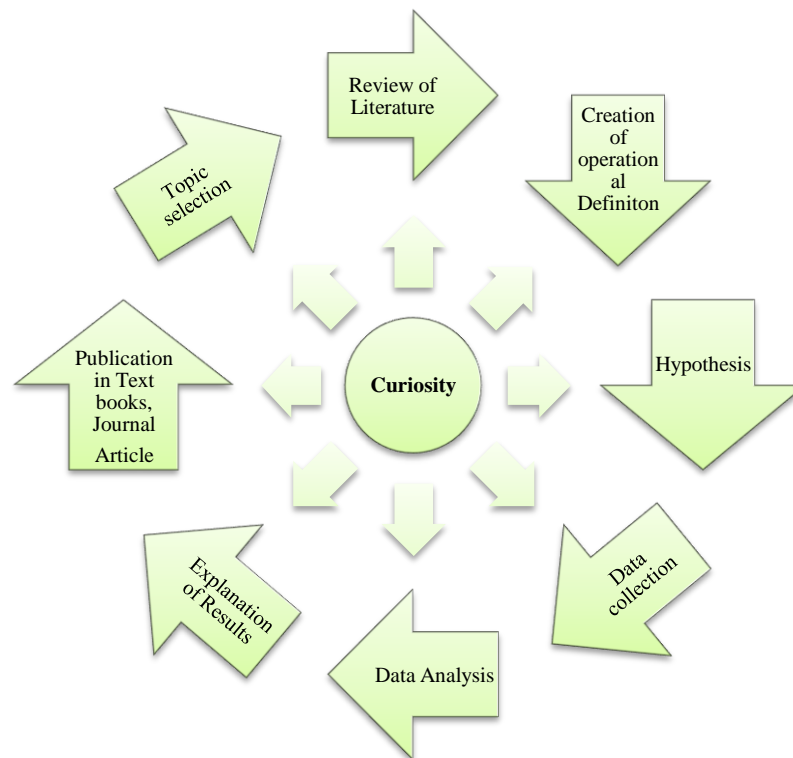 Review of
Literature
Creation
of
operation
al
Definiton
Hypothesis
Data
collection
Data Analysis
Explanation
of Results
Publication
in Text
books,
Journal
Article
Topic
selection
Curiosity